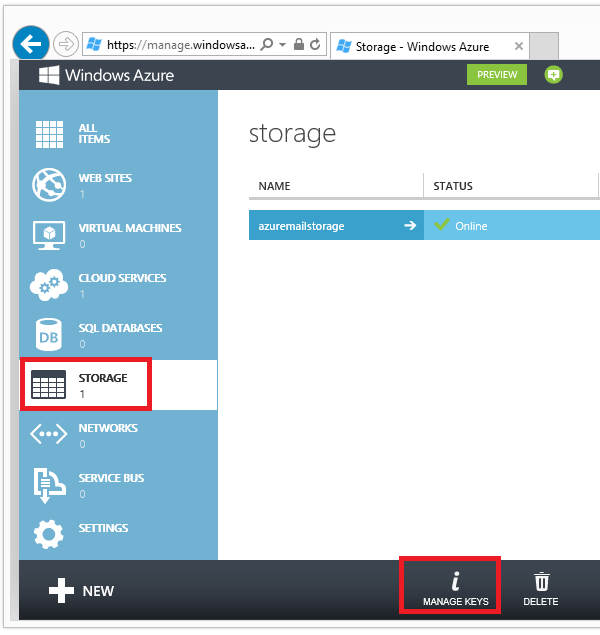 https://manage.windowsa...
Storage - Windows Azure
Windows Azure
PREVIEW
ALL
ITEMS
WEB SITES
1
VIRTUAL MACHINES
0
CLOUD SERVICES
1
DB
SQL DATABASES
0
STORAGE
1
NETWORKS
0
SERVICE BUS
0
SETTINGS
storage
NAME STATUS
azuremailstorage Online
NEW
MANAGE KEYS
DELETE